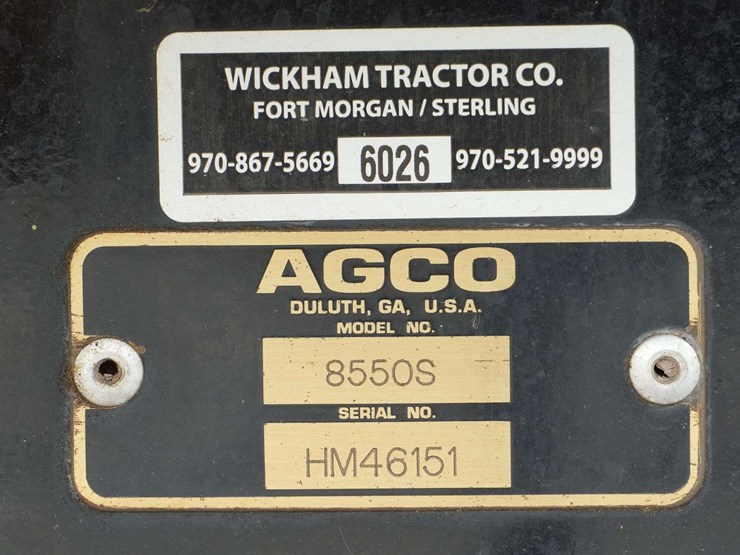 WICKHAM TRACTOR CO.
FORT MORGAN / STERLING
970-867-5669 6026 970-521-9999
AGCO
DULUTH, GA, U.S.A.
MODEL NO.
8550S
SERIAL NO.
HM46151